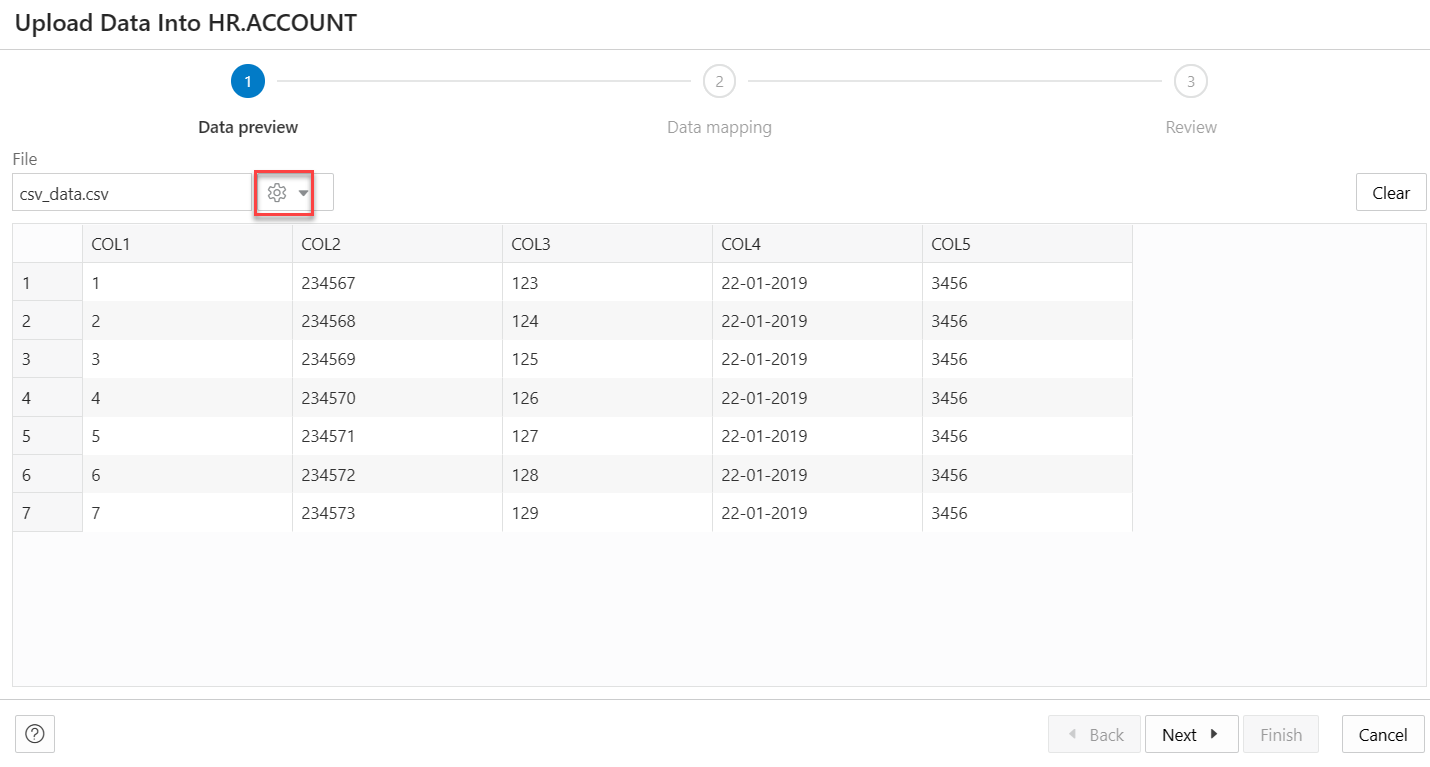 Upload Data Into HR.ACCOUNT
1 2 3
Data preview Data mapping Review
File
csv_data.csv Clear
COL1 COL2 COL3 COL4 COL5
1 1 234567 123 22-01-2019 3456
2 2 234568 124 22-01-2019 3456
3 3 234569 125 22-01-2019 3456
4 4 234570 126 22-01-2019 3456
5 5 234571 127 22-01-2019 3456
6 6 234572 128 22-01-2019 3456
7 7 234573 129 22-01-2019 3456
? Back Next Finish Cancel